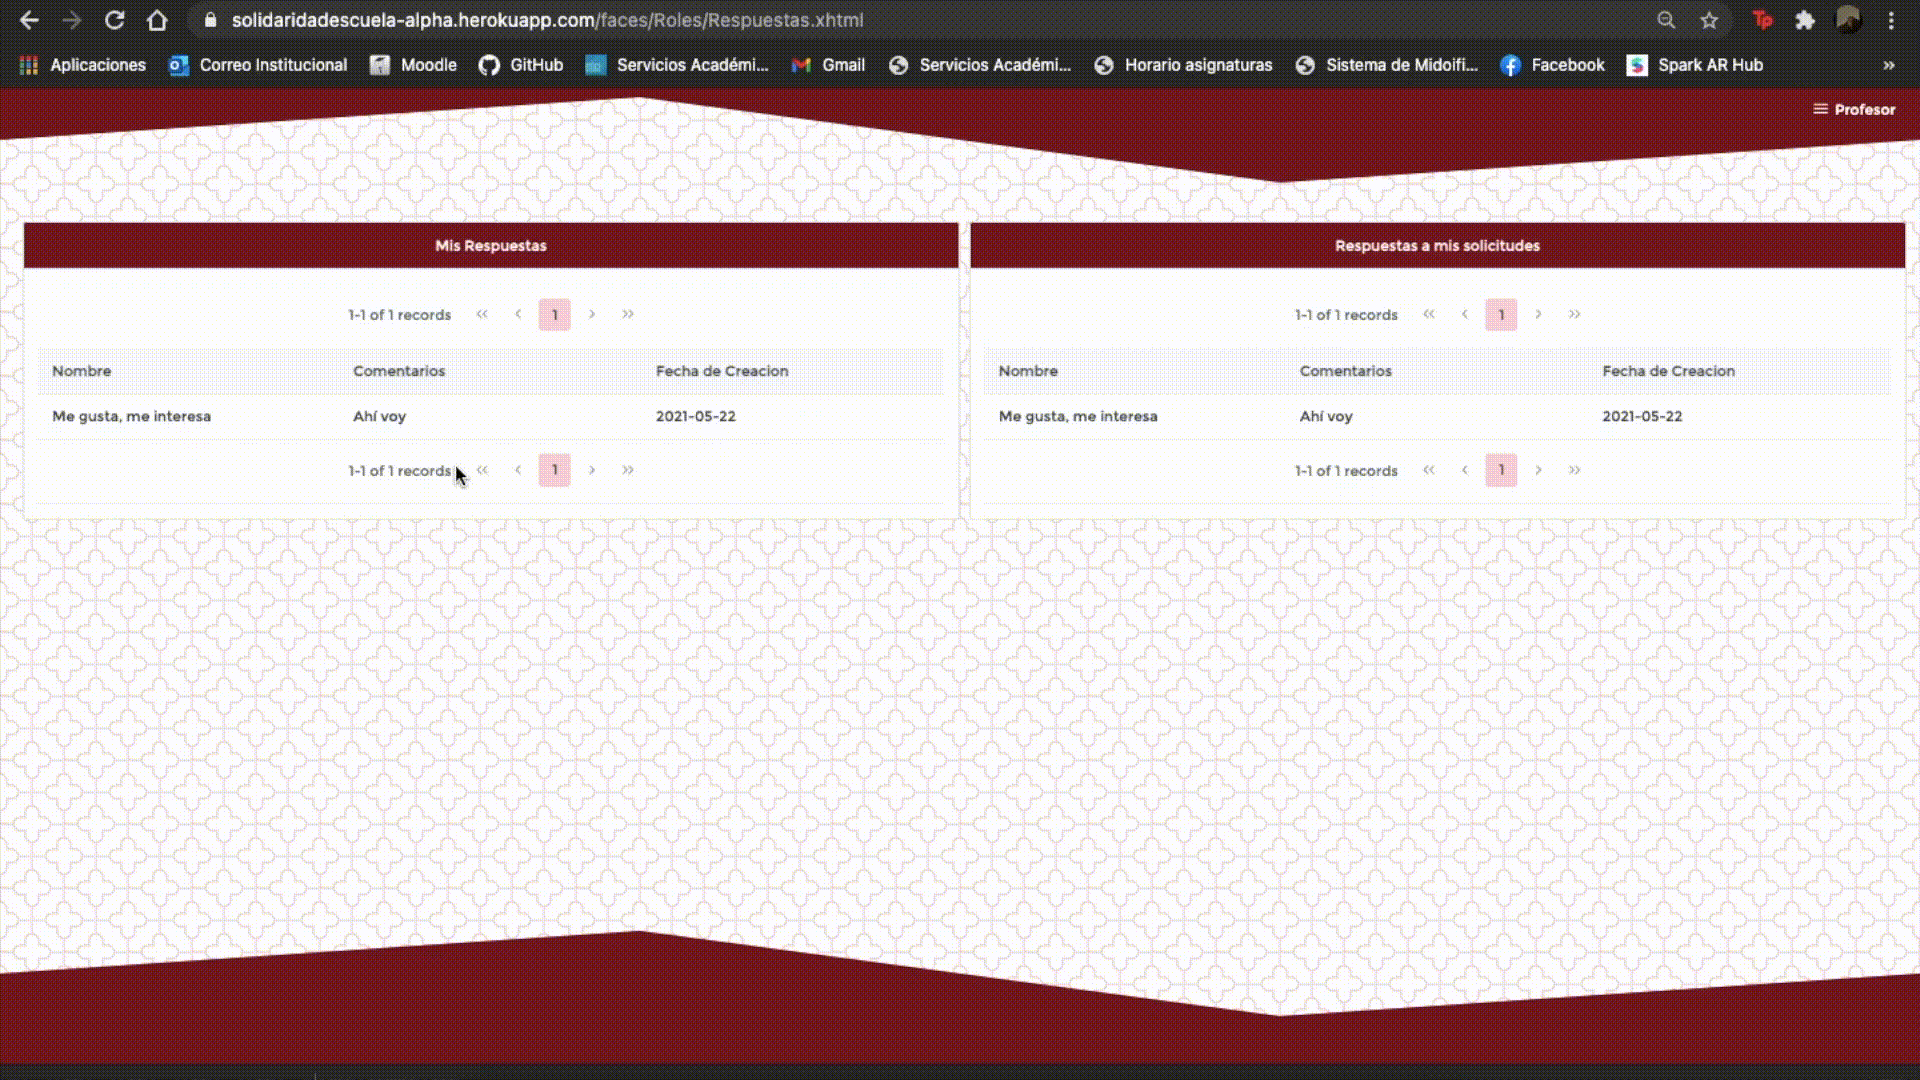 solidaridadescuela-alpha.herokuapp.com/faces/Roles/Respuestas.xhtml
Tp
Aplicaciones Correo Institucional Moodle GitHub Servicios Académi... Gmail Servicios Académi... Horario asignaturas Sistema de Midoifi... Facebook Spark AR Hub »
Profesor
Mis Respuestas
1-1 of 1 records « ‹ 1 › »
Nombre Comentarios Fecha de Creacion
Me gusta, me interesa Ahí voy 2021-05-22
1-1 of 1 records « ‹ 1 › »
Respuestas a mis solicitudes
1-1 of 1 records « ‹ 1 › »
Nombre Comentarios Fecha de Creacion
Me gusta, me interesa Ahí voy 2021-05-22
1-1 of 1 records « ‹ 1 › »